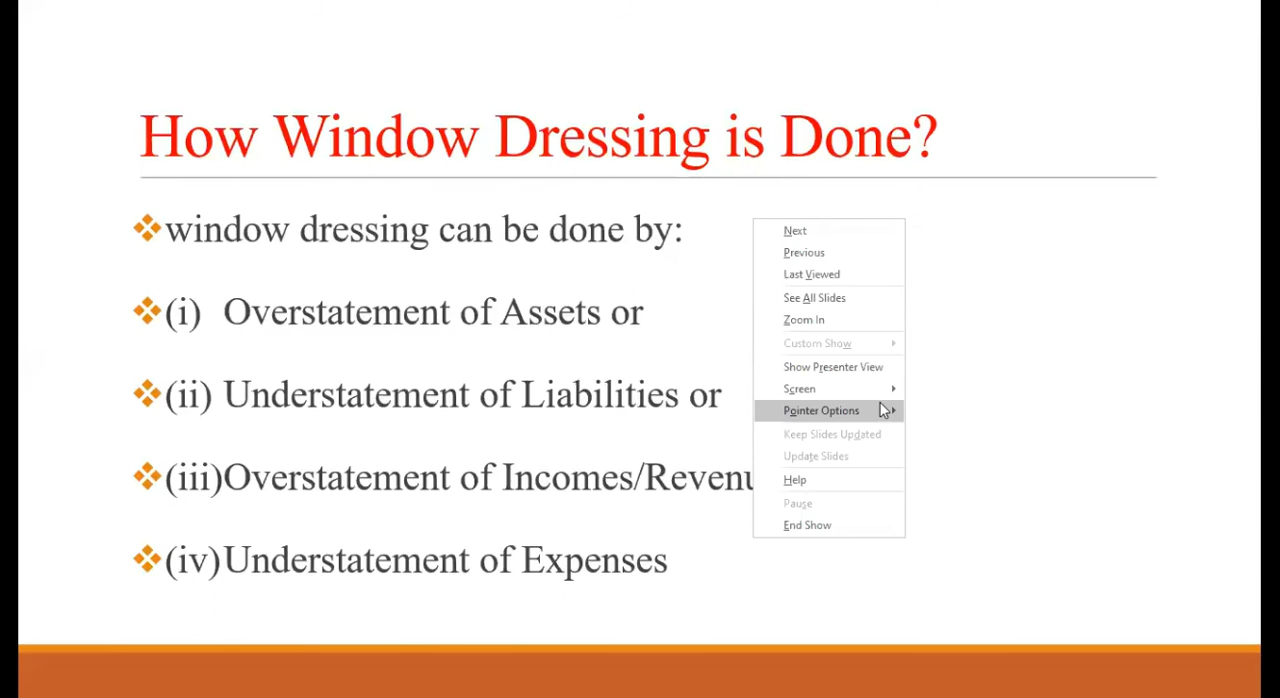 How Window Dressing is Done?
window dressing can be done by:
(i) Overstatement of Assets or
(ii) Understatement of Liabilities or
(iii)Overstatement of Incomes/Revenu
(iv)Understatement of Expenses
Next
Previous
Last Viewed
See All Slides
Zoom In
Custom Show
Show Presenter View
Screen
Pointer Options
Keep Slides Updated
Update Slides
Help
Pause
End Show